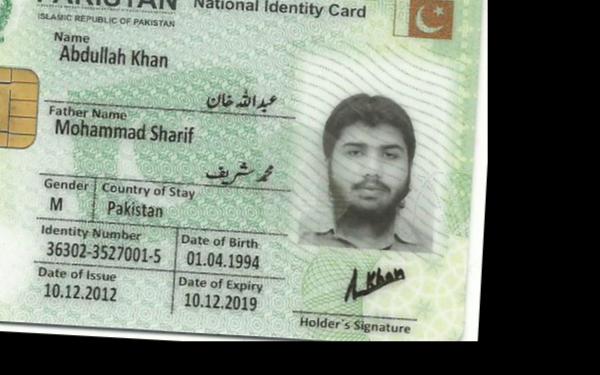 PAKISTAN National Identity Card
ISLAMIC REPUBLIC OF PAKISTAN
Name
Abdullah Khan
عبداللہ خان
Father Name
Mohammad Sharif
محمد شریف
Gender Country of Stay
M Pakistan
Identity Number Date of Birth
36302-3527001-5 01.04.1994
Date of Issue Date of Expiry
10.12.2012 10.12.2019
A.Khan
Holder's Signature